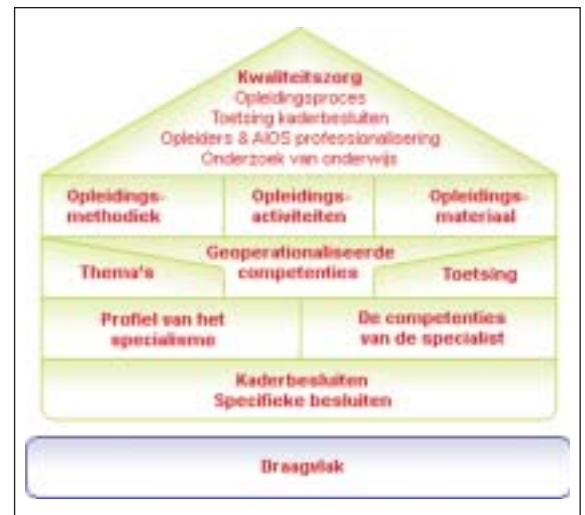 Kwaliteitszorg
Opleidingsproces
Toetsing kaderbesluiten
Opleiders & AIOS professionalisering
Onderzoek van onderwijs
Opleidings-
methodiek
Opleidings-
activiteiten
Opleidings-
materiaal
Thema's
Geoperationaliseerde
competenties
Toetsing
Profiel van het
specialisme
De competenties
van de specialist
Kaderbesluiten
Specifieke besluiten
Draagvlak